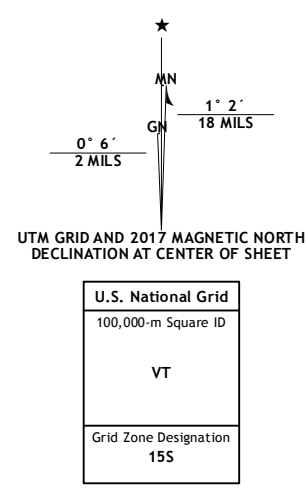 ★
MN
1° 2´
18 MILS
GN
0° 6´
2 MILS
UTM GRID AND 2017 MAGNETIC NORTH
DECLINATION AT CENTER OF SHEET
U.S. National Grid
100,000-m Square ID
VT
Grid Zone Designation
15S